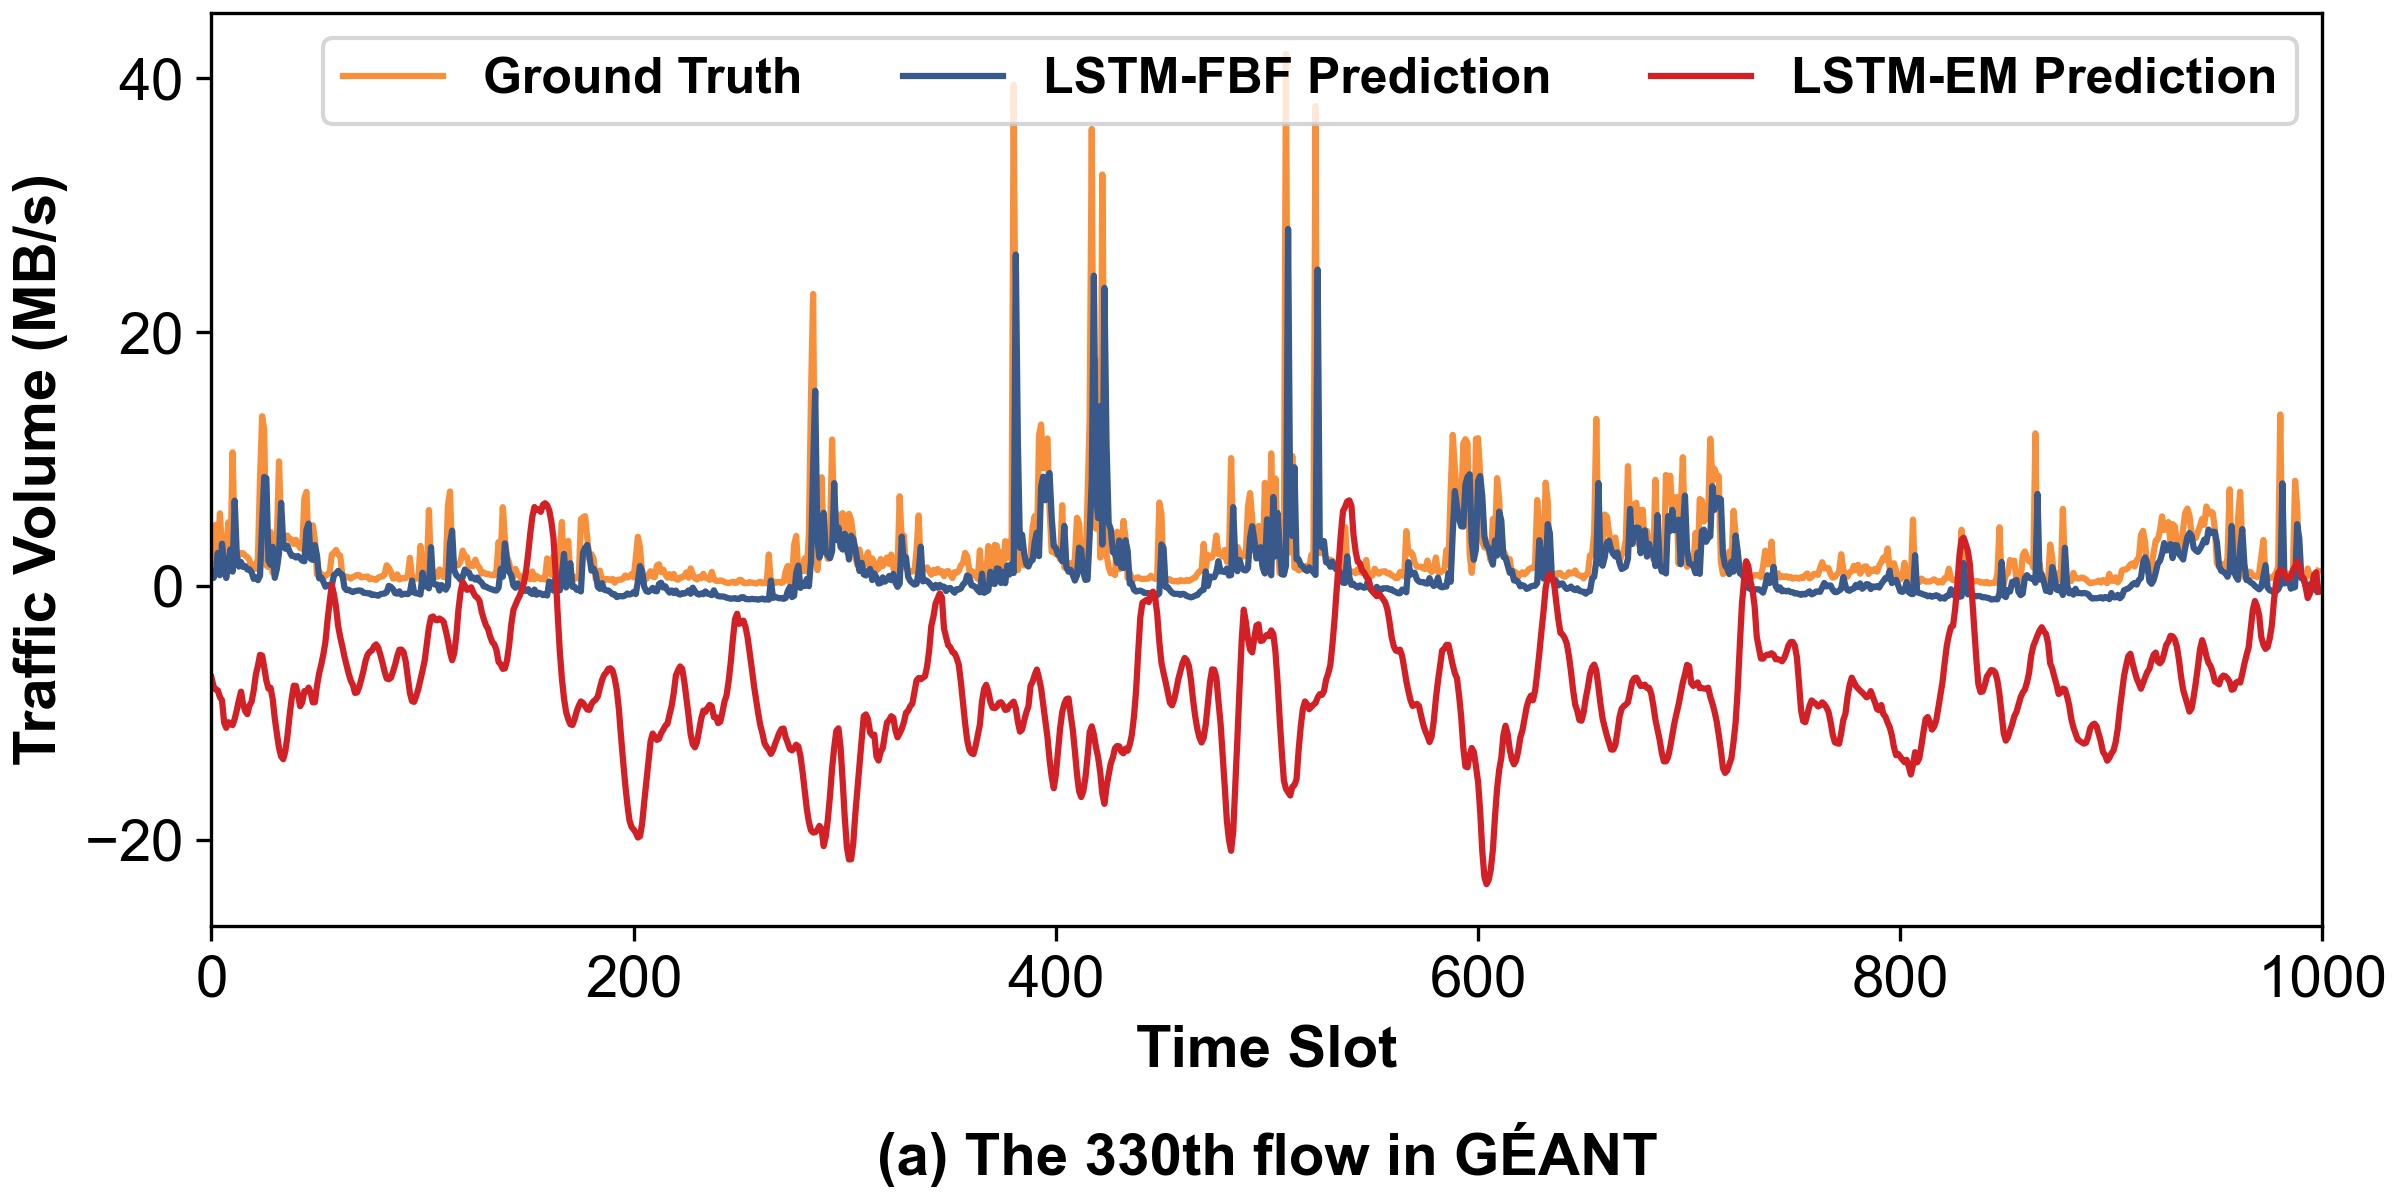 Ground Truth LSTM-FBF Prediction LSTM-EM Prediction
Traffic Volume (MB/s)
40
20
0
−20
0 200 400 600 800 1000
Time Slot
(a) The 330th flow in GÉANT